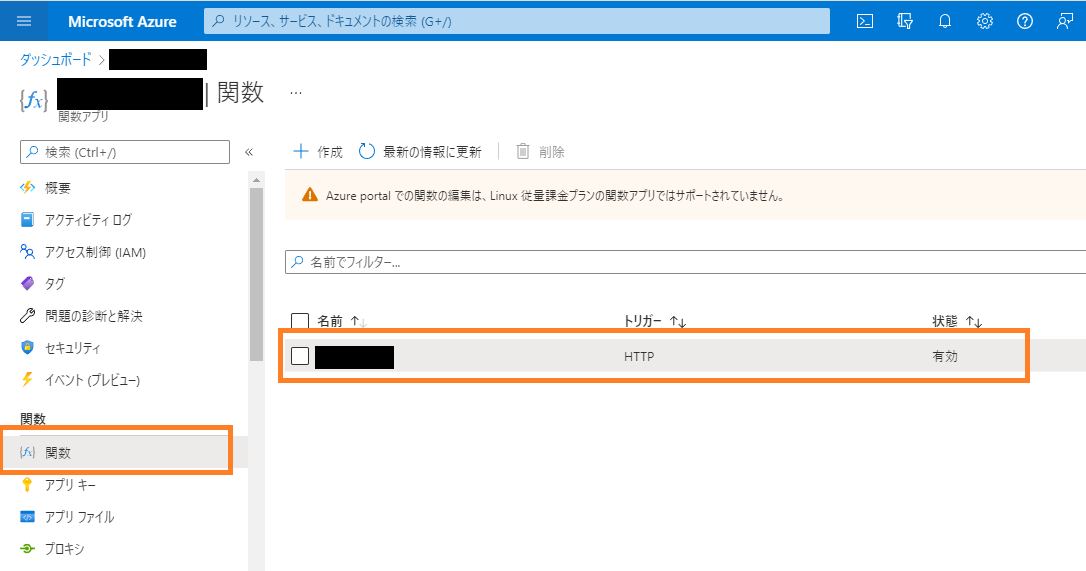 Microsoft Azure
リソース、サービス、ドキュメントの検索 (G+/)
ダッシュボード >
| 関数 ...
関数アプリ
検索 (Ctrl+/)
«
+ 作成
最新の情報に更新
削除
Azure portal での関数の編集は、Linux 従量課金プランの関数アプリではサポートされていません。
名前でフィルター...
名前 ↑↓ トリガー ↑↓ 状態 ↑↓
HTTP 有効
概要
アクティビティ ログ
アクセス制御 (IAM)
タグ
問題の診断と解決
セキュリティ
イベント (プレビュー)
関数
関数
アプリ キー
アプリ ファイル
プロキシ